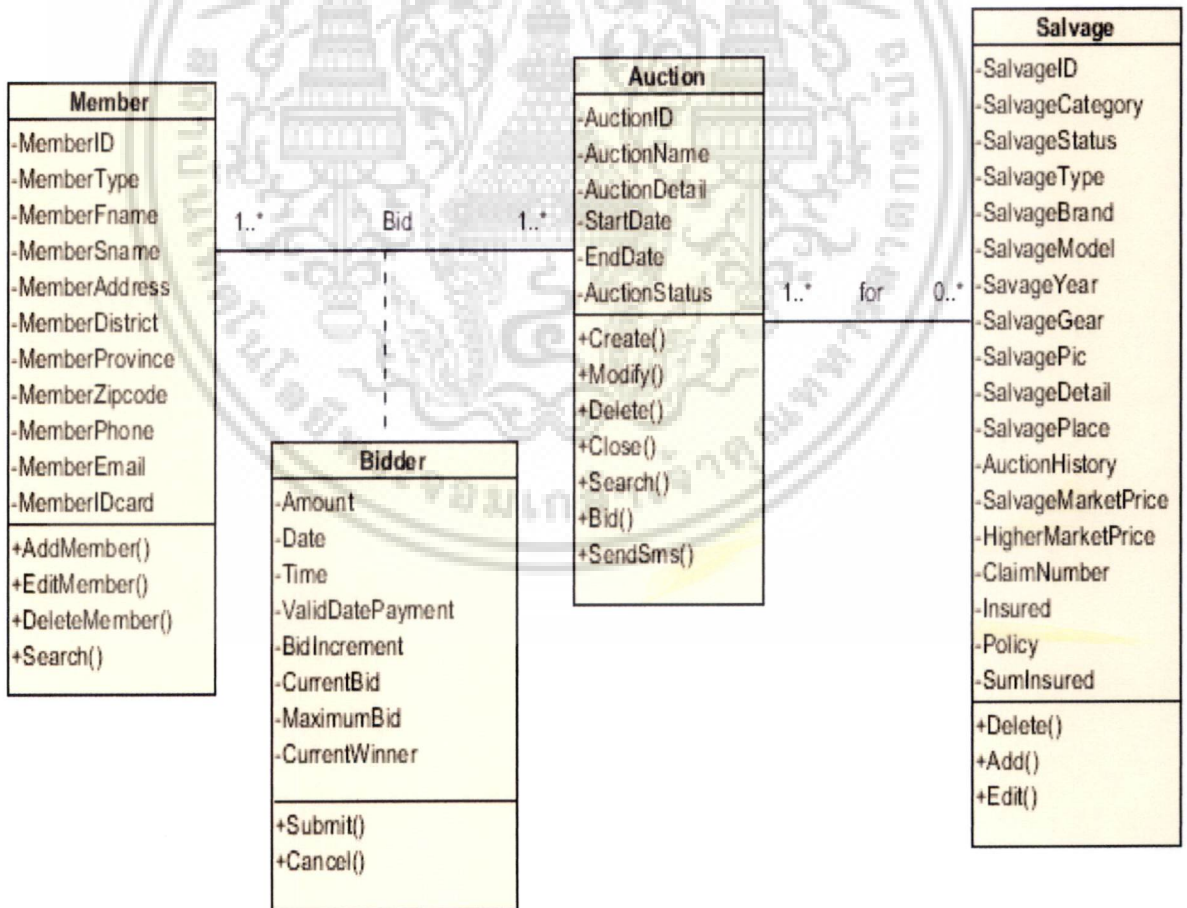 Member
-MemberID
-MemberType
-MemberFname
-MemberSname
-MemberAddress
-MemberDistrict
-MemberProvince
-MemberZipcode
-MemberPhone
-MemberEmail
-MemberIDcard
+AddMember()
+EditMember()
+DeleteMember()
+Search()
1..* Bid 1..*
Bidder
-Amount
-Date
-Time
-ValidDatePayment
-BidIncrement
-CurrentBid
-MaximumBid
-CurrentWinner
+Submit()
+Cancel()
Auction
-AuctionID
-AuctionName
-AuctionDetail
-StartDate
-EndDate
-AuctionStatus
+Create()
+Modify()
+Delete()
+Close()
+Search()
+Bid()
+SendSms()
1..* for 0..*
Salvage
-SalvageID
-SalvageCategory
-SalvageStatus
-SalvageType
-SalvageBrand
-SalvageModel
-SavageYear
-SalvageGear
-SalvagePic
-SalvageDetail
-SalvagePlace
-AuctionHistory
-SalvageMarketPrice
-HigherMarketPrice
-ClaimNumber
-Insured
-Policy
-SumInsured
+Delete()
+Add()
+Edit()